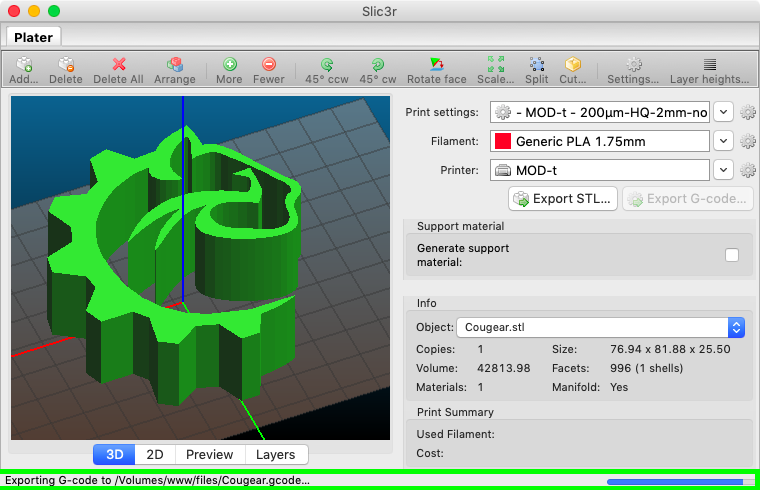 Slic3r
Plater
Add... Delete Delete All Arrange More Fewer 45° ccw 45° cw Rotate face Scale... Split Cut... Settings... Layer heights...
Print settings: - MOD-t - 200µm-HQ-2mm-no
Filament: Generic PLA 1.75mm
Printer: MOD-t
Export STL... Export G-code...
Support material
Generate support
material:
Info
Object: Cougear.stl
Copies: 1 Size: 76.94 x 81.88 x 25.50
Volume: 42813.98 Facets: 996 (1 shells)
Materials: 1 Manifold: Yes
Print Summary
Used Filament:
Cost:
3D 2D Preview Layers
Exporting G-code to /Volumes/www/files/Cougear.gcode...